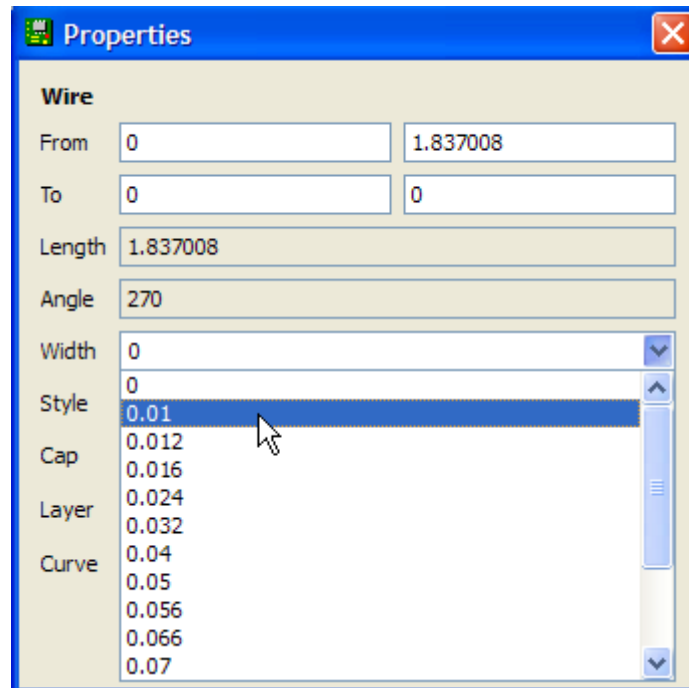 Properties
Wire
From 0 1.837008
To 0 0
Length 1.837008
Angle 270
Width 0
0
Style
0.01
0.012
Cap
0.016
0.024
Layer
0.032
0.04
Curve
0.05
0.056
0.066
0.07